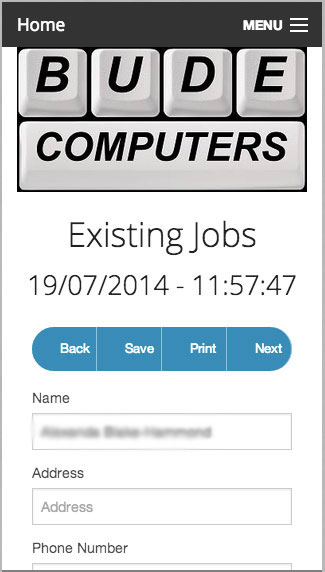 Home MENU
BUDE
COMPUTERS
Existing Jobs
19/07/2014 - 11:57:47
Back Save Print Next
Name
Address
Address
Phone Number